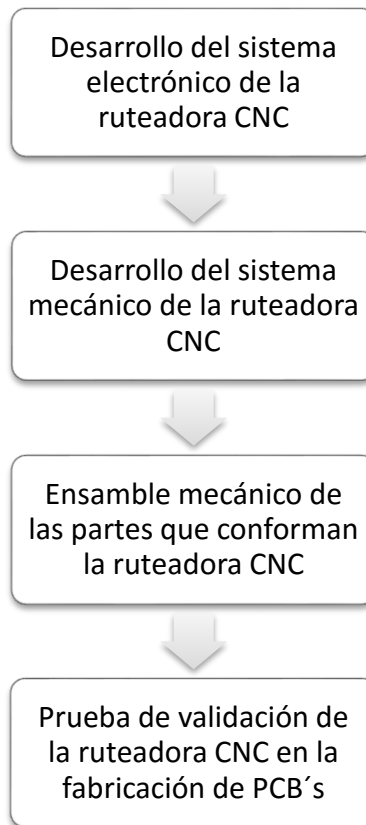 Desarrollo del sistema
electrónico de la
ruteadora CNC
Desarrollo del sistema
mecánico de la ruteadora
CNC
Ensamble mecánico de
las partes que conforman
la ruteadora CNC
Prueba de validación de
la ruteadora CNC en la
fabricación de PCB´s